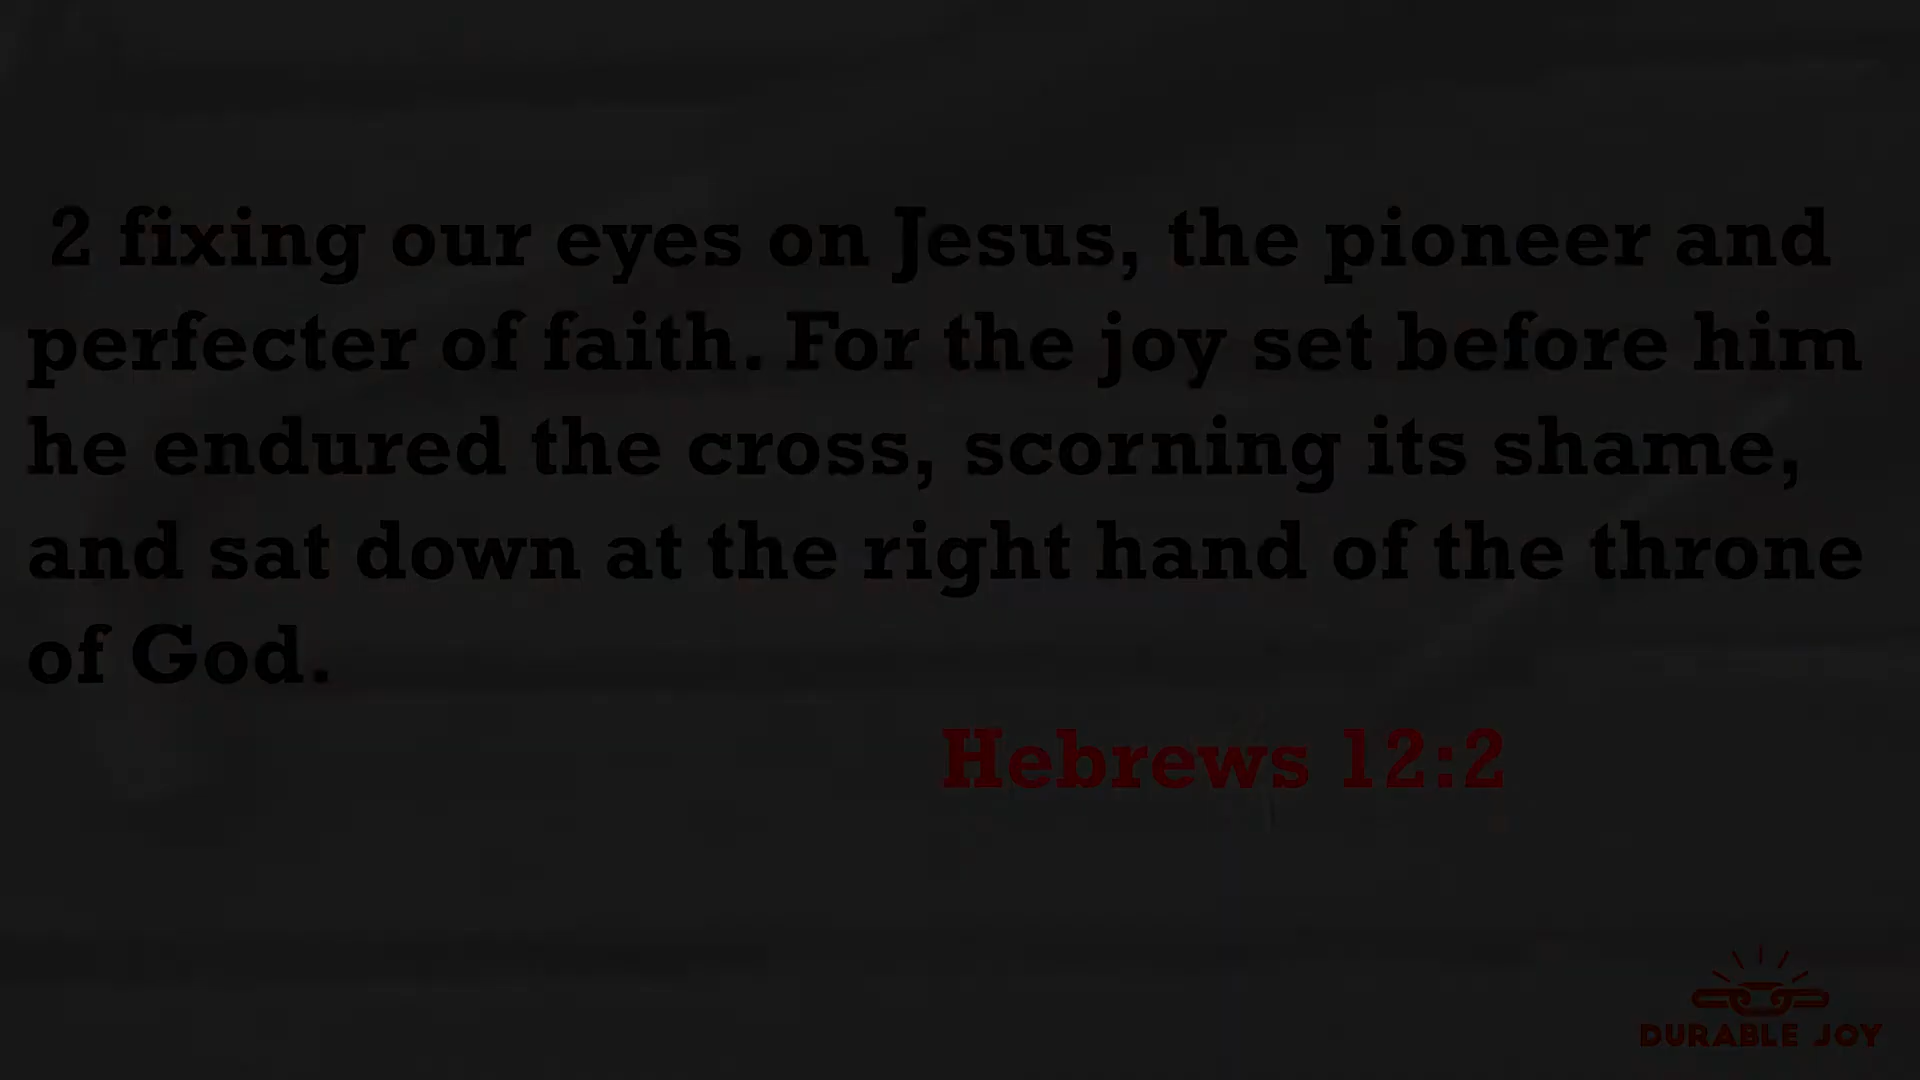 2 fixing our eyes on Jesus, the pioneer and
perfecter of faith. For the joy set before him
he endured the cross, scorning its shame,
and sat down at the right hand of the throne
of God.
Hebrews 12:2
DURABLE JOY